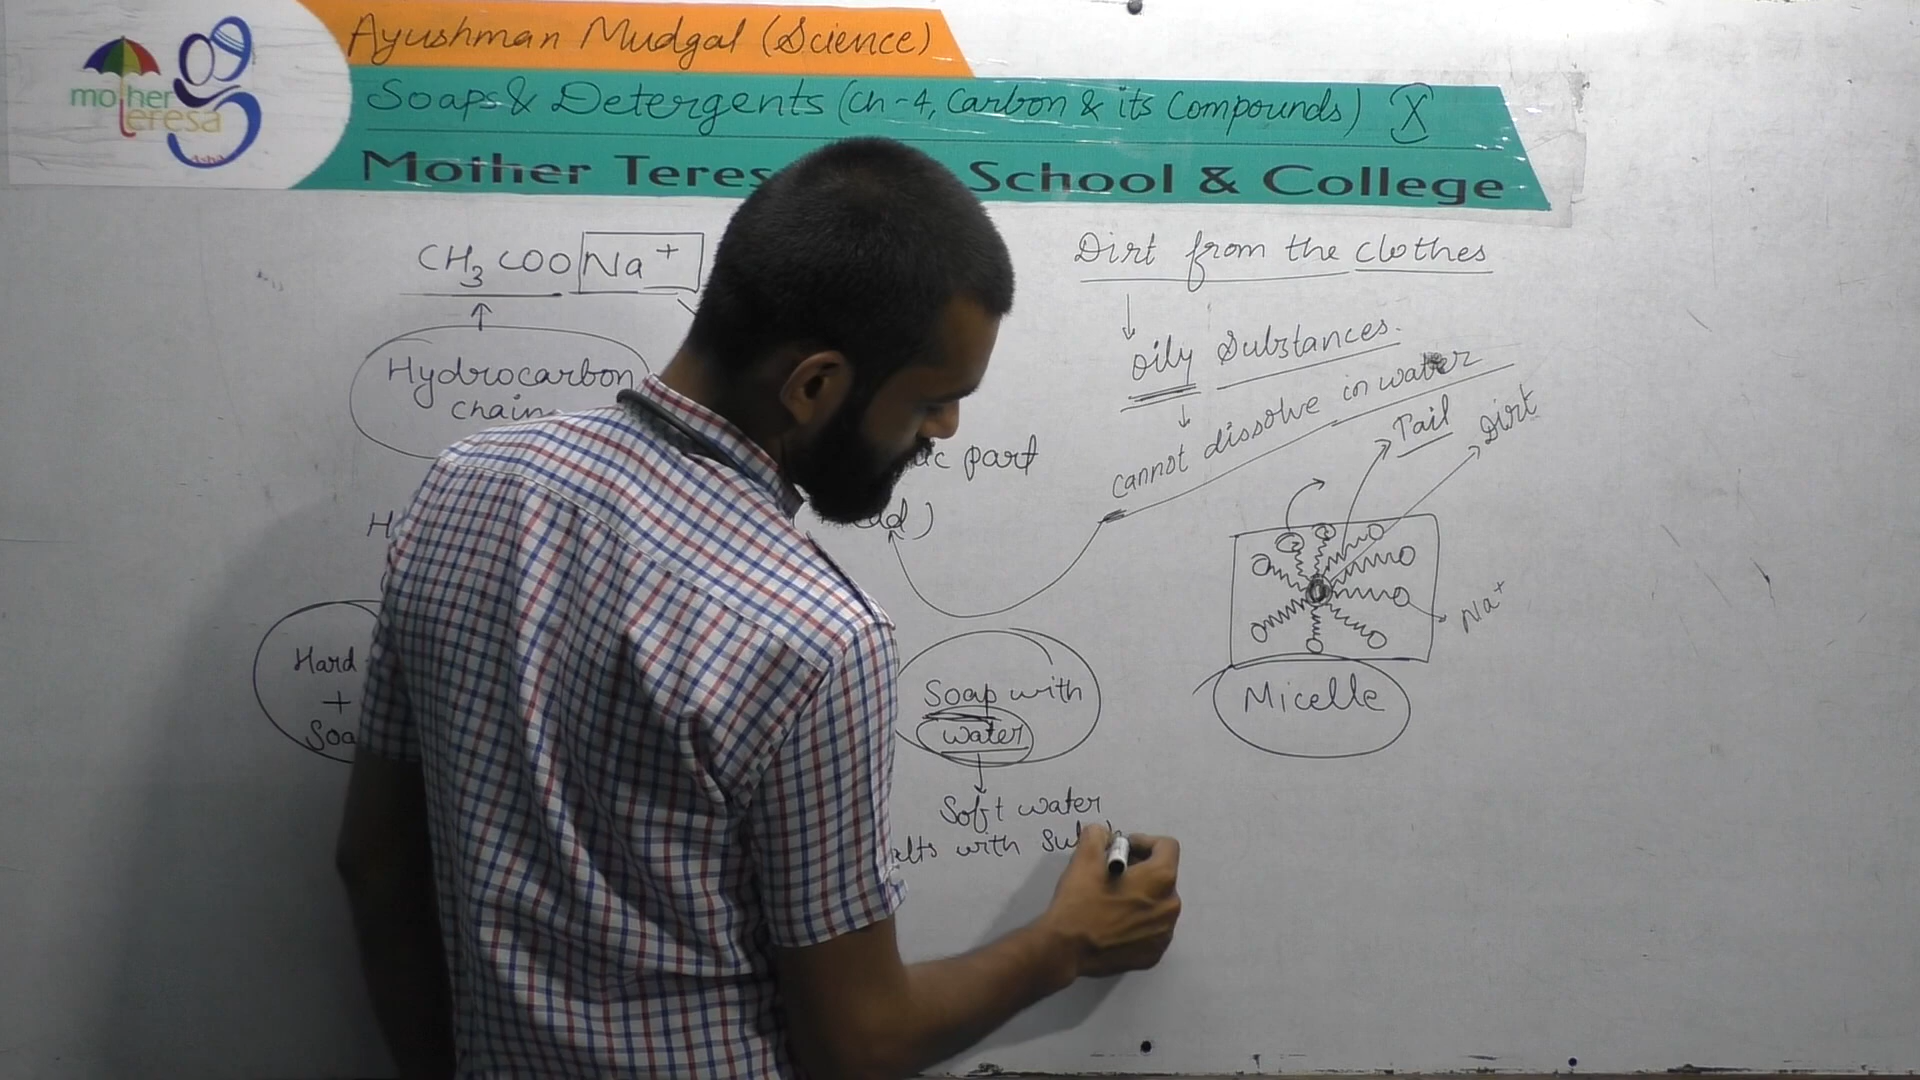 Ayushman Mudgal (Science)
Soaps & Detergents (Ch-4, Carbon & its Compounds) X
mother
teresa
Mother Teres School & College
CH3COO Na+
Hydrocarbon
chain
part
Hard
+
Soa
Dirt from the clothes
oily substances.
cannot dissolve in water
Tail
Dirt
Na+
Micelle
Soap with
water
Soft water
with